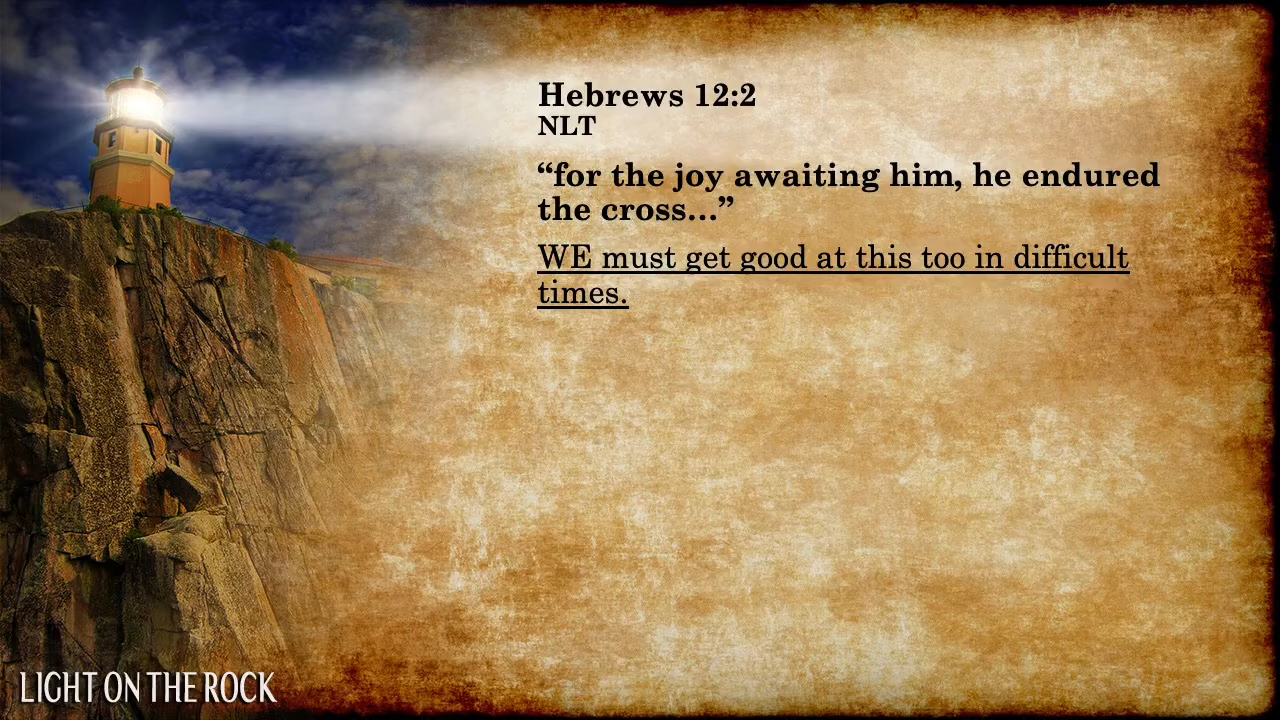 Hebrews 12:2
NLT
“for the joy awaiting him, he endured
the cross…”
WE must get good at this too in difficult
times.
LIGHT ON THE ROCK